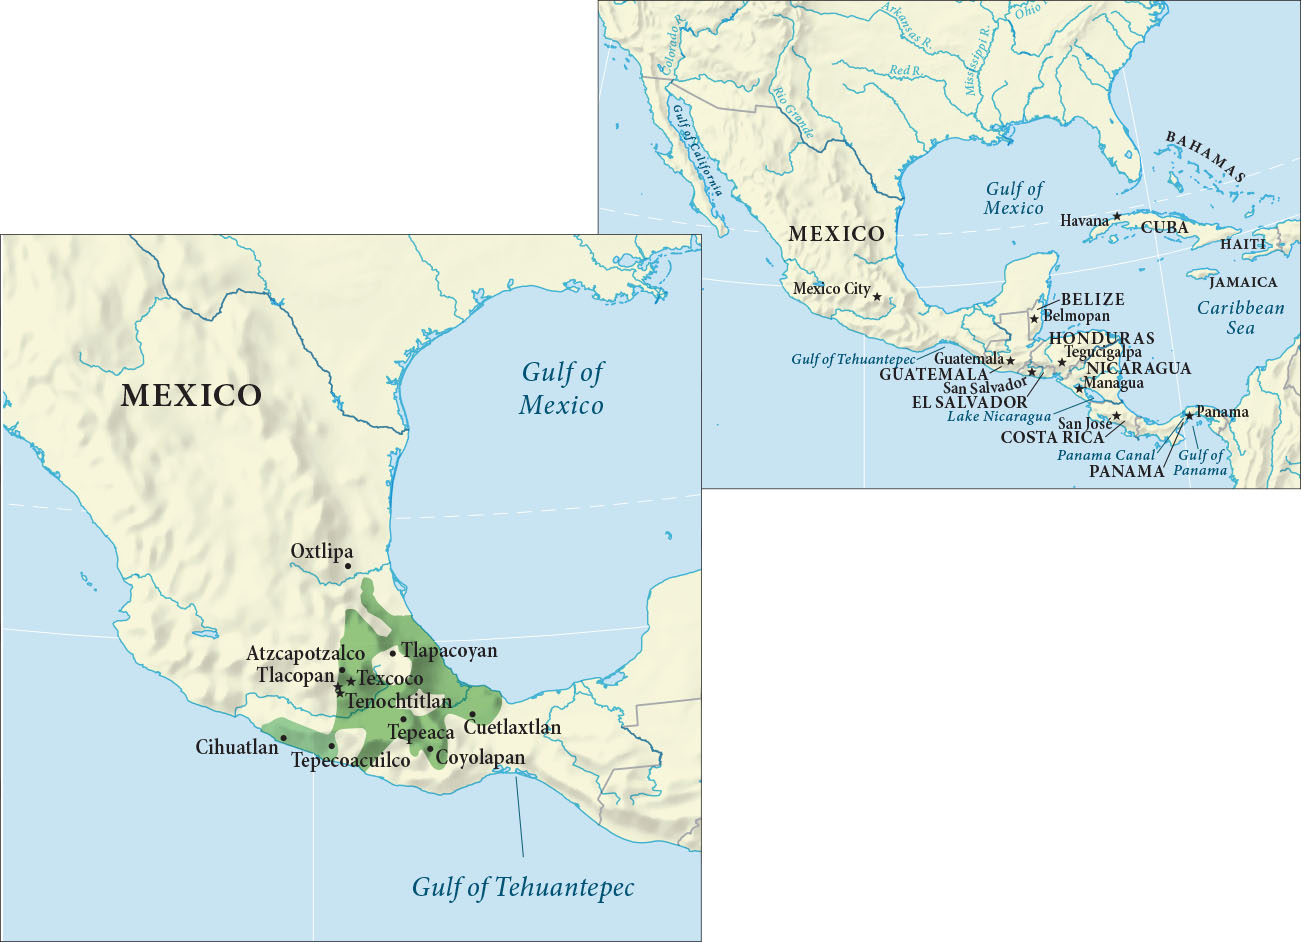 Colorado R.
Arkansas R.
Ohio
Mississippi R.
Red R.
Rio Grande
Gulf of California
BAHAMAS
Gulf of
Mexico
Havana
CUBA
MEXICO
HAITI
JAMAICA
Mexico City
Caribbean
Sea
BELIZE
Belmopan
HONDURAS
Tegucigalpa
Gulf of Tehuantepec
Guatemala
GUATEMALA
NICARAGUA
Managua
San Salvador
EL SALVADOR
Lake Nicaragua
Panama
San José
COSTA RICA
Panama Canal
Gulf of
Panama
PANAMA
MEXICO
Gulf of
Mexico
Oxtlipa
Atzcapotzalco
Tlapacoyan
Tlacopan
Texcoco
Tenochtitlan
Tepeaca
Cuetlaxtlan
Cihuatlan
Tepecoacuilco
Coyolapan
Gulf of Tehuantepec